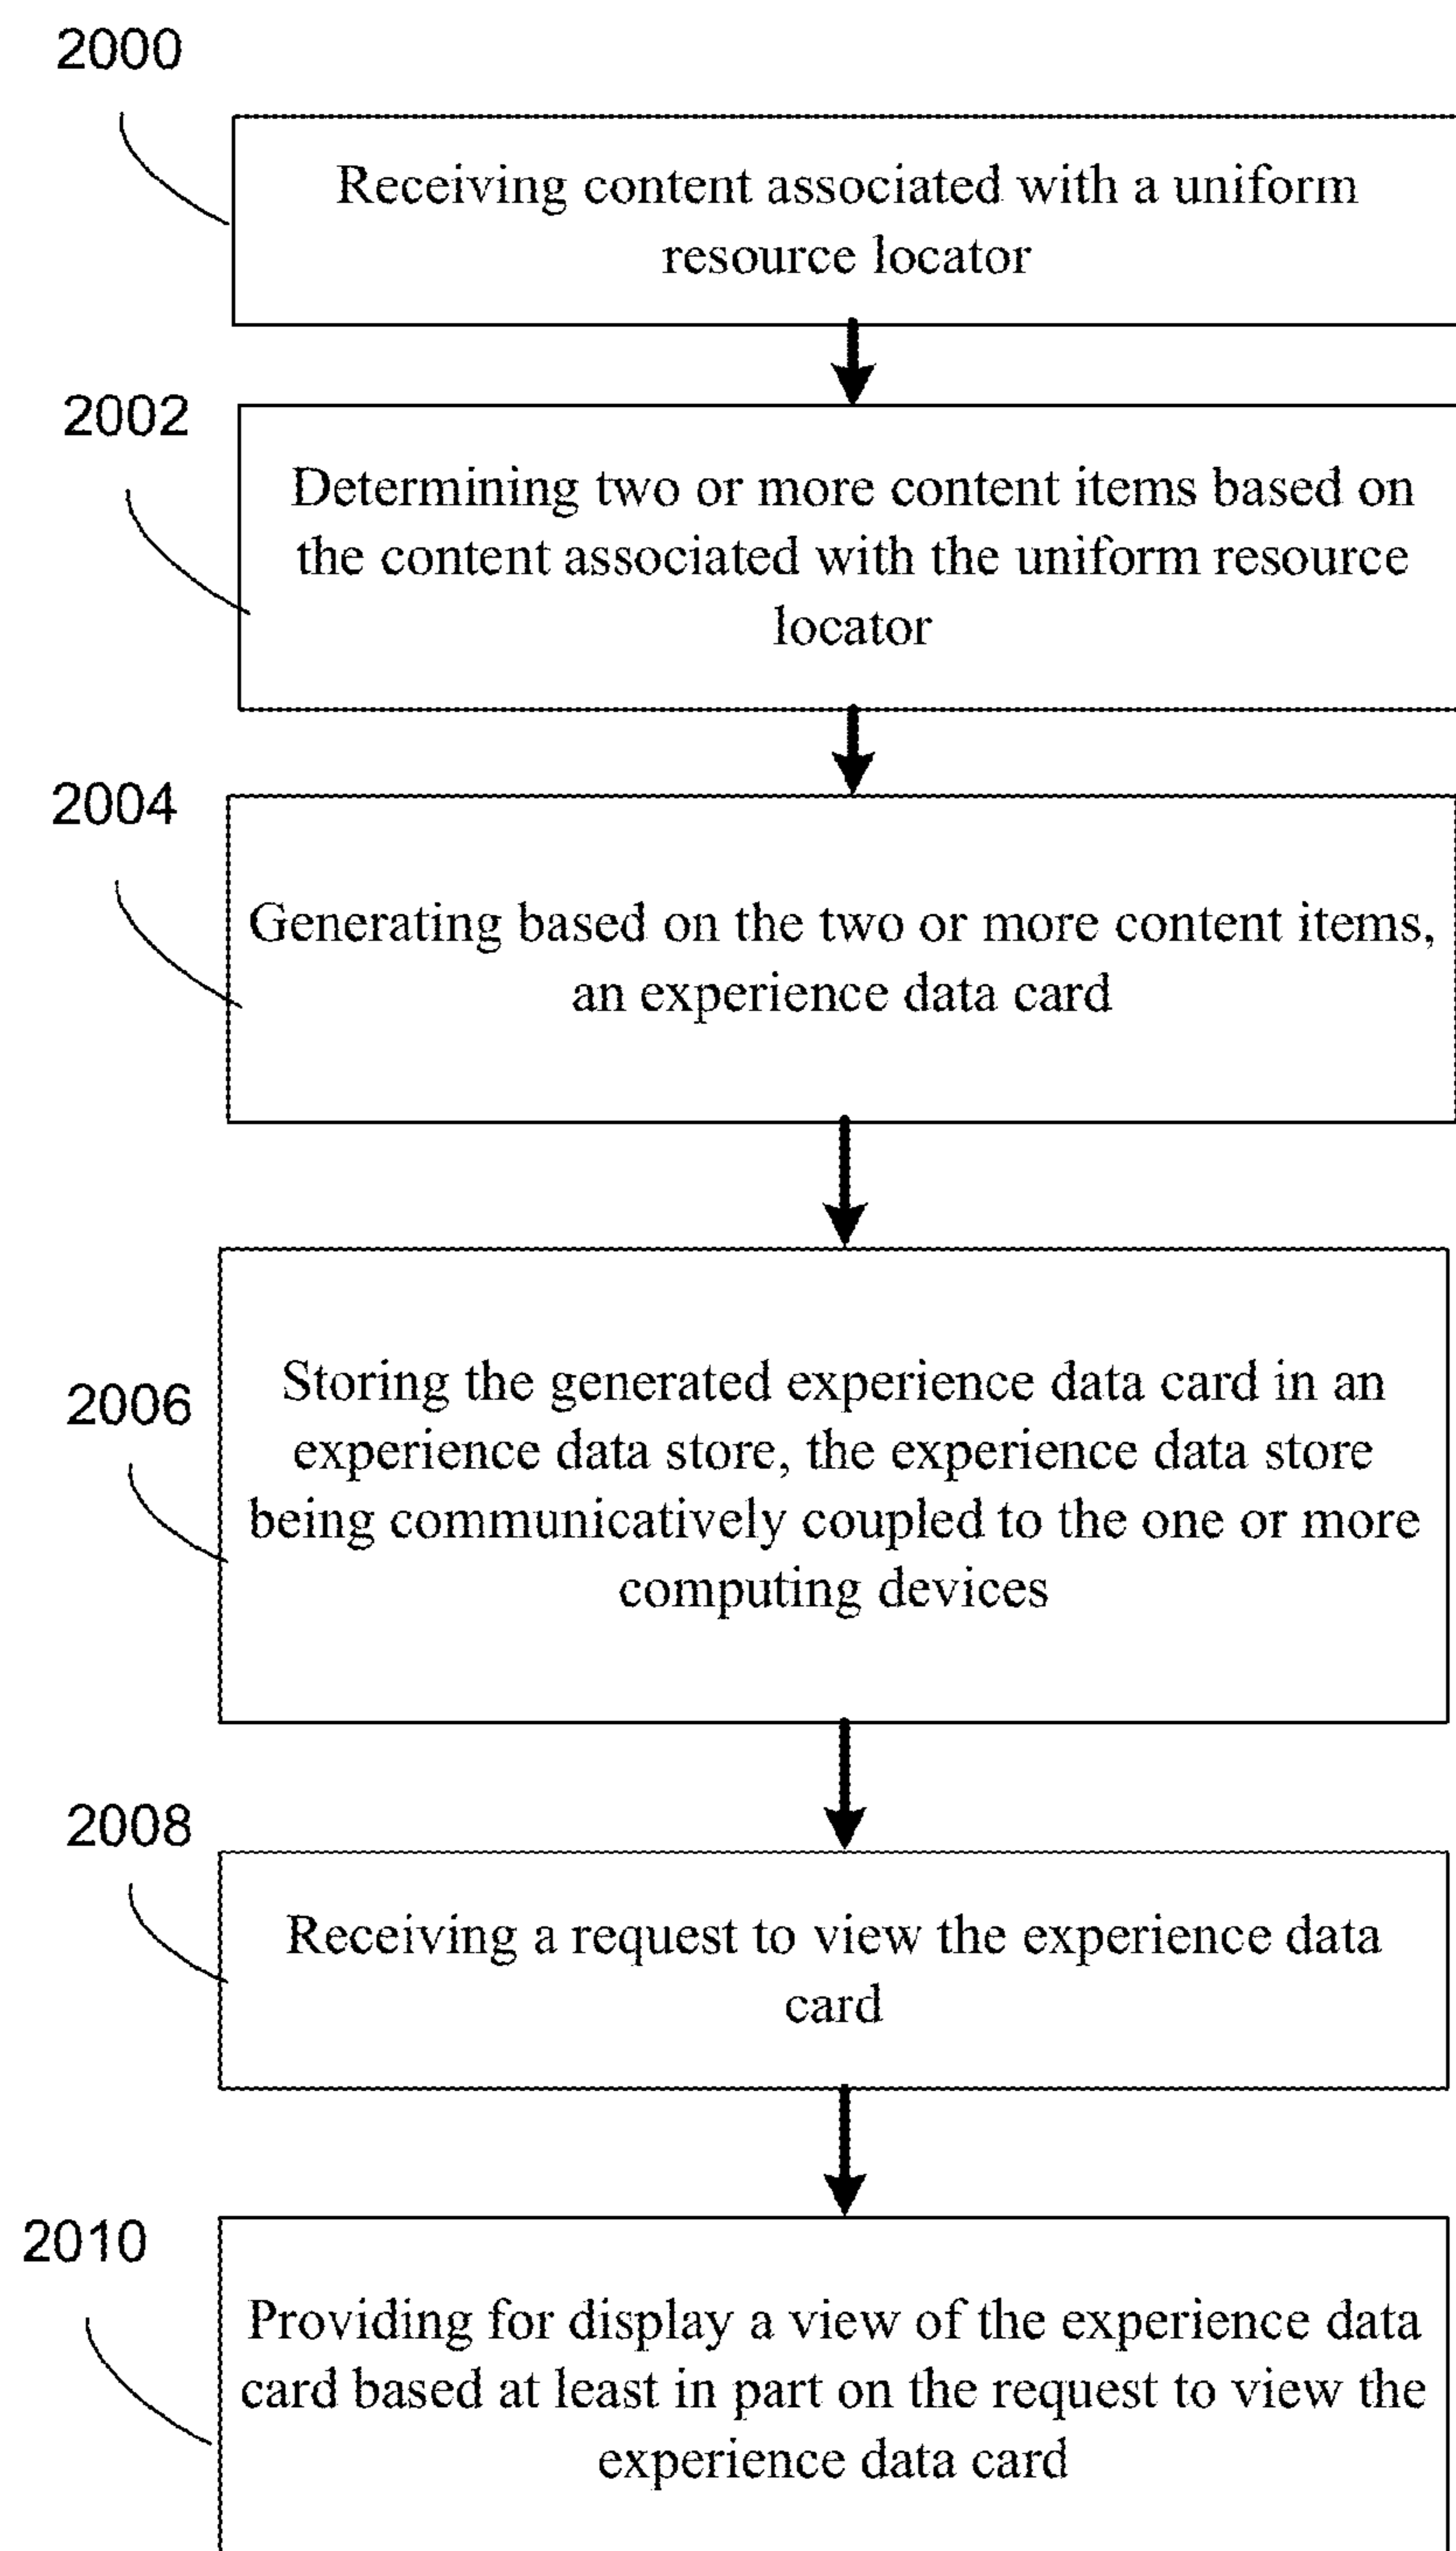 2000
Receiving content associated with a uniform
resource locator
2002
Determining two or more content items based on
the content associated with the uniform resource
locator
2004
Generating based on the two or more content items,
an experience data card
2006
Storing the generated experience data card in an
experience data store, the experience data store
being communicatively coupled to the one or more
computing devices
2008
Receiving a request to view the experience data
card
2010
Providing for display a view of the experience data
card based at least in part on the request to view the
experience data card